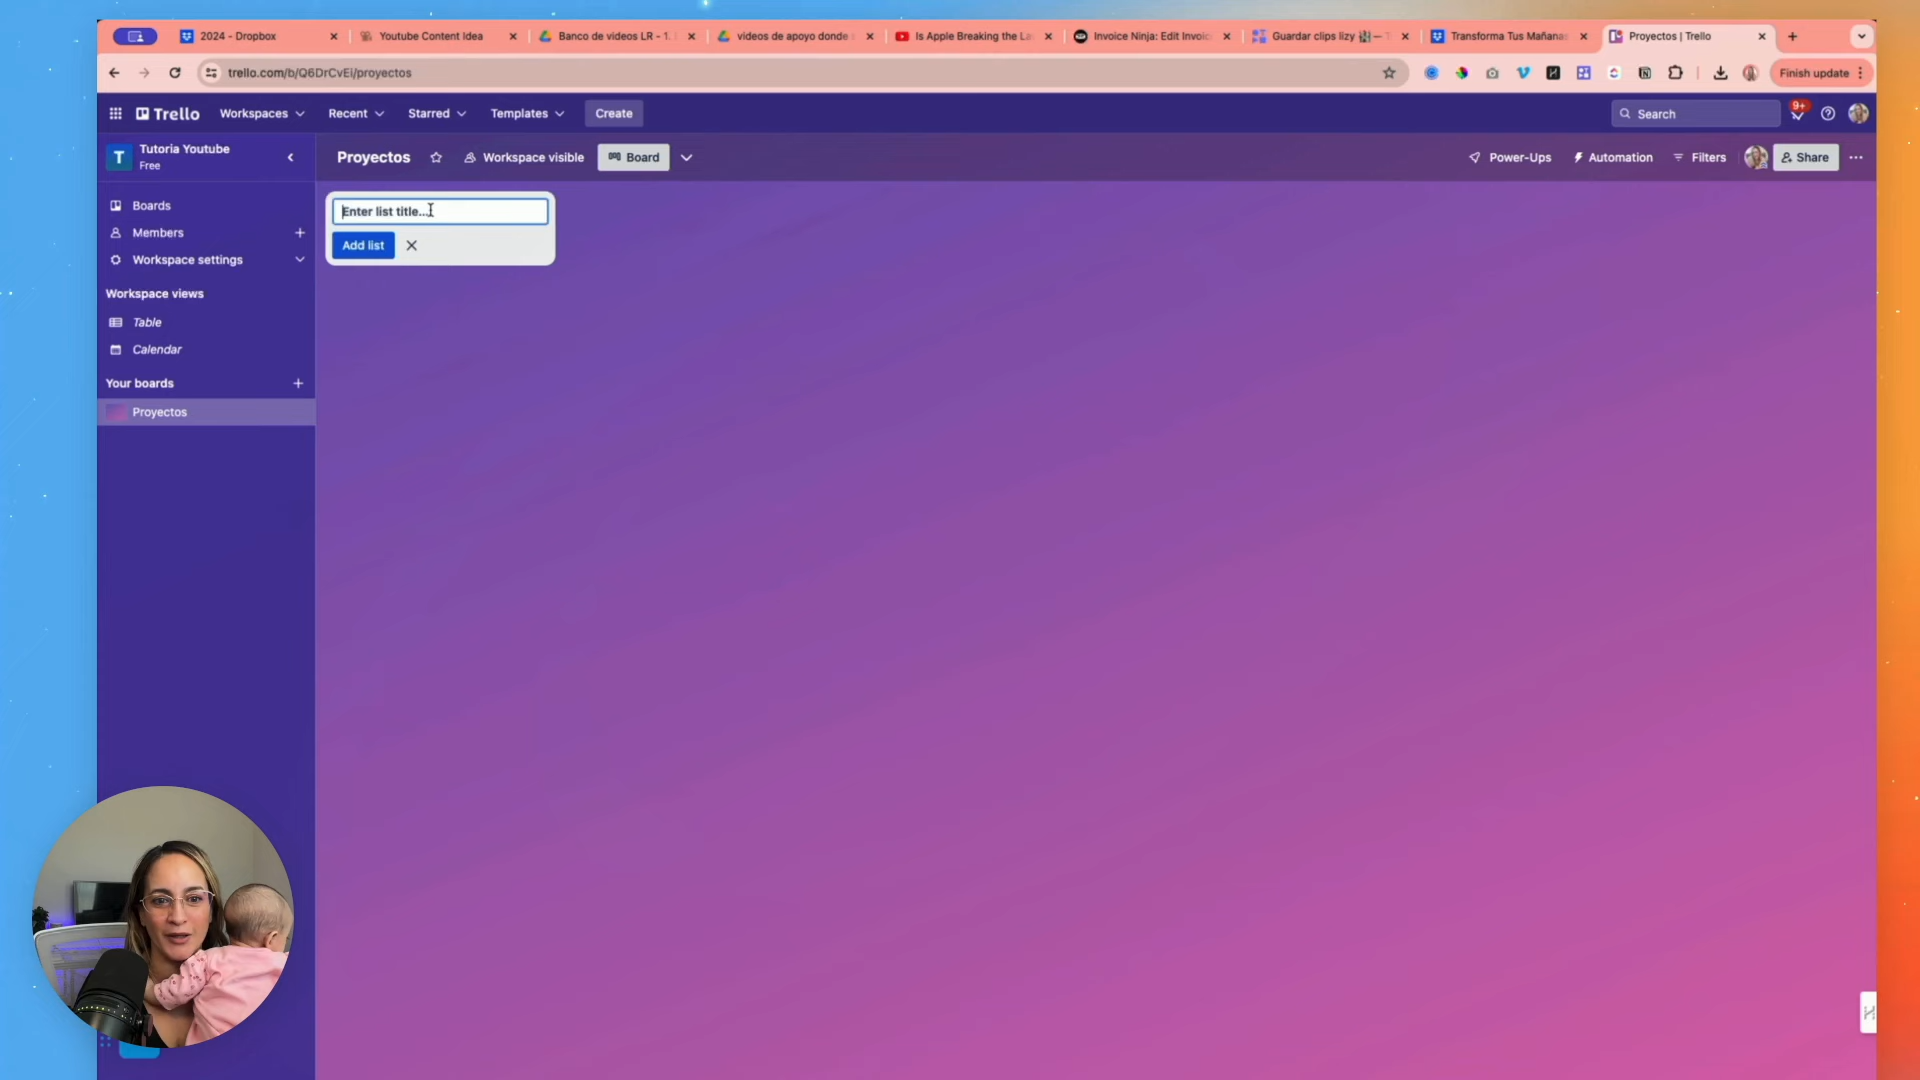 2024 - Dropbox
Youtube Content Idea
Banco de videos LR - 1.
videos de apoyo donde
Is Apple Breaking the La
Invoice Ninja: Edit Invoic
Guardar clips lizy
Transforma Tus Mañanas
Proyectos | Trello
trello.com/b/Q6DrCvEi/proyectos
Finish update
Trello
Workspaces
Recent
Starred
Templates
Create
Search
9+
T
Tutoria Youtube
Free
Proyectos
Workspace visible
Board
Power-Ups
Automation
Filters
Share
Boards
Members
Workspace settings
Workspace views
Table
Calendar
Your boards
Proyectos
Enter list title...
Add list